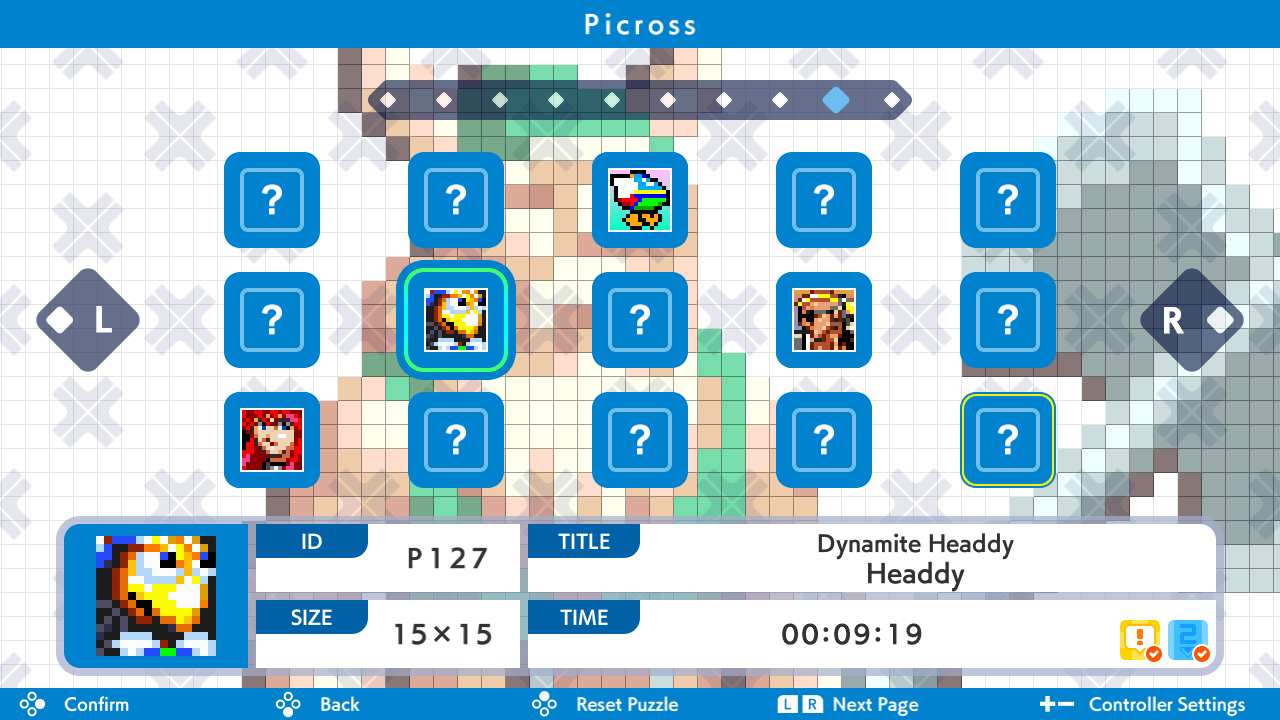 Picross
? ? ? ?
L ? ? ? R
? ? ? ?
ID P127 TITLE Dynamite Headdy
Headdy
SIZE 15×15 TIME 00:09:19 ! 2
Confirm Back Reset Puzzle L R Next Page Controller Settings